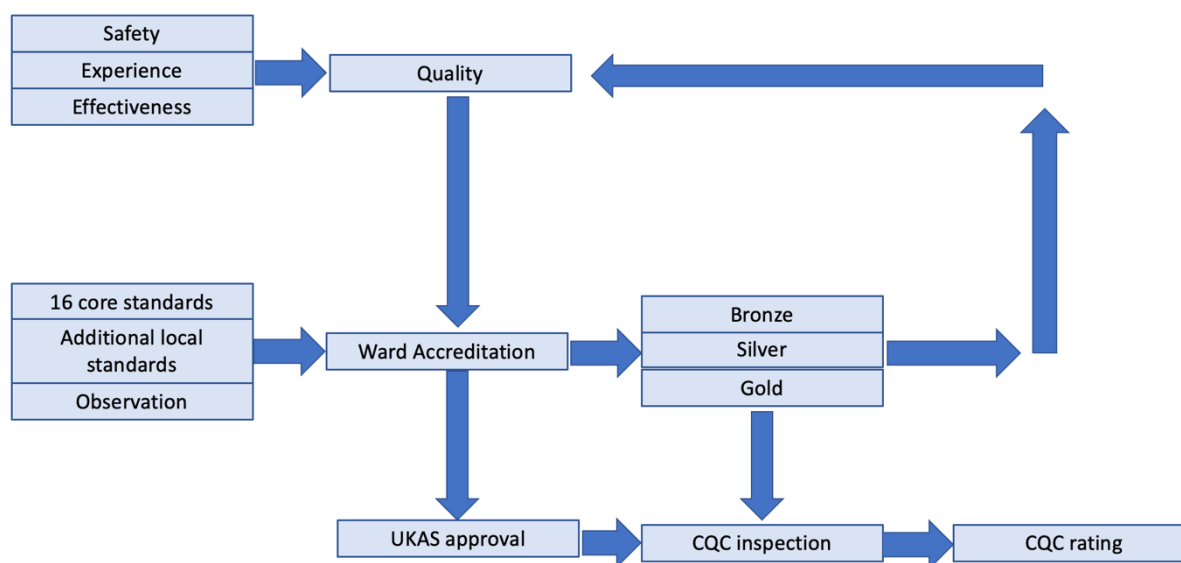 Safety
Experience
Effectiveness
Quality
16 core standards
Additional local
standards
Observation
Ward Accreditation
Bronze
Silver
Gold
UKAS approval
CQC inspection
CQC rating